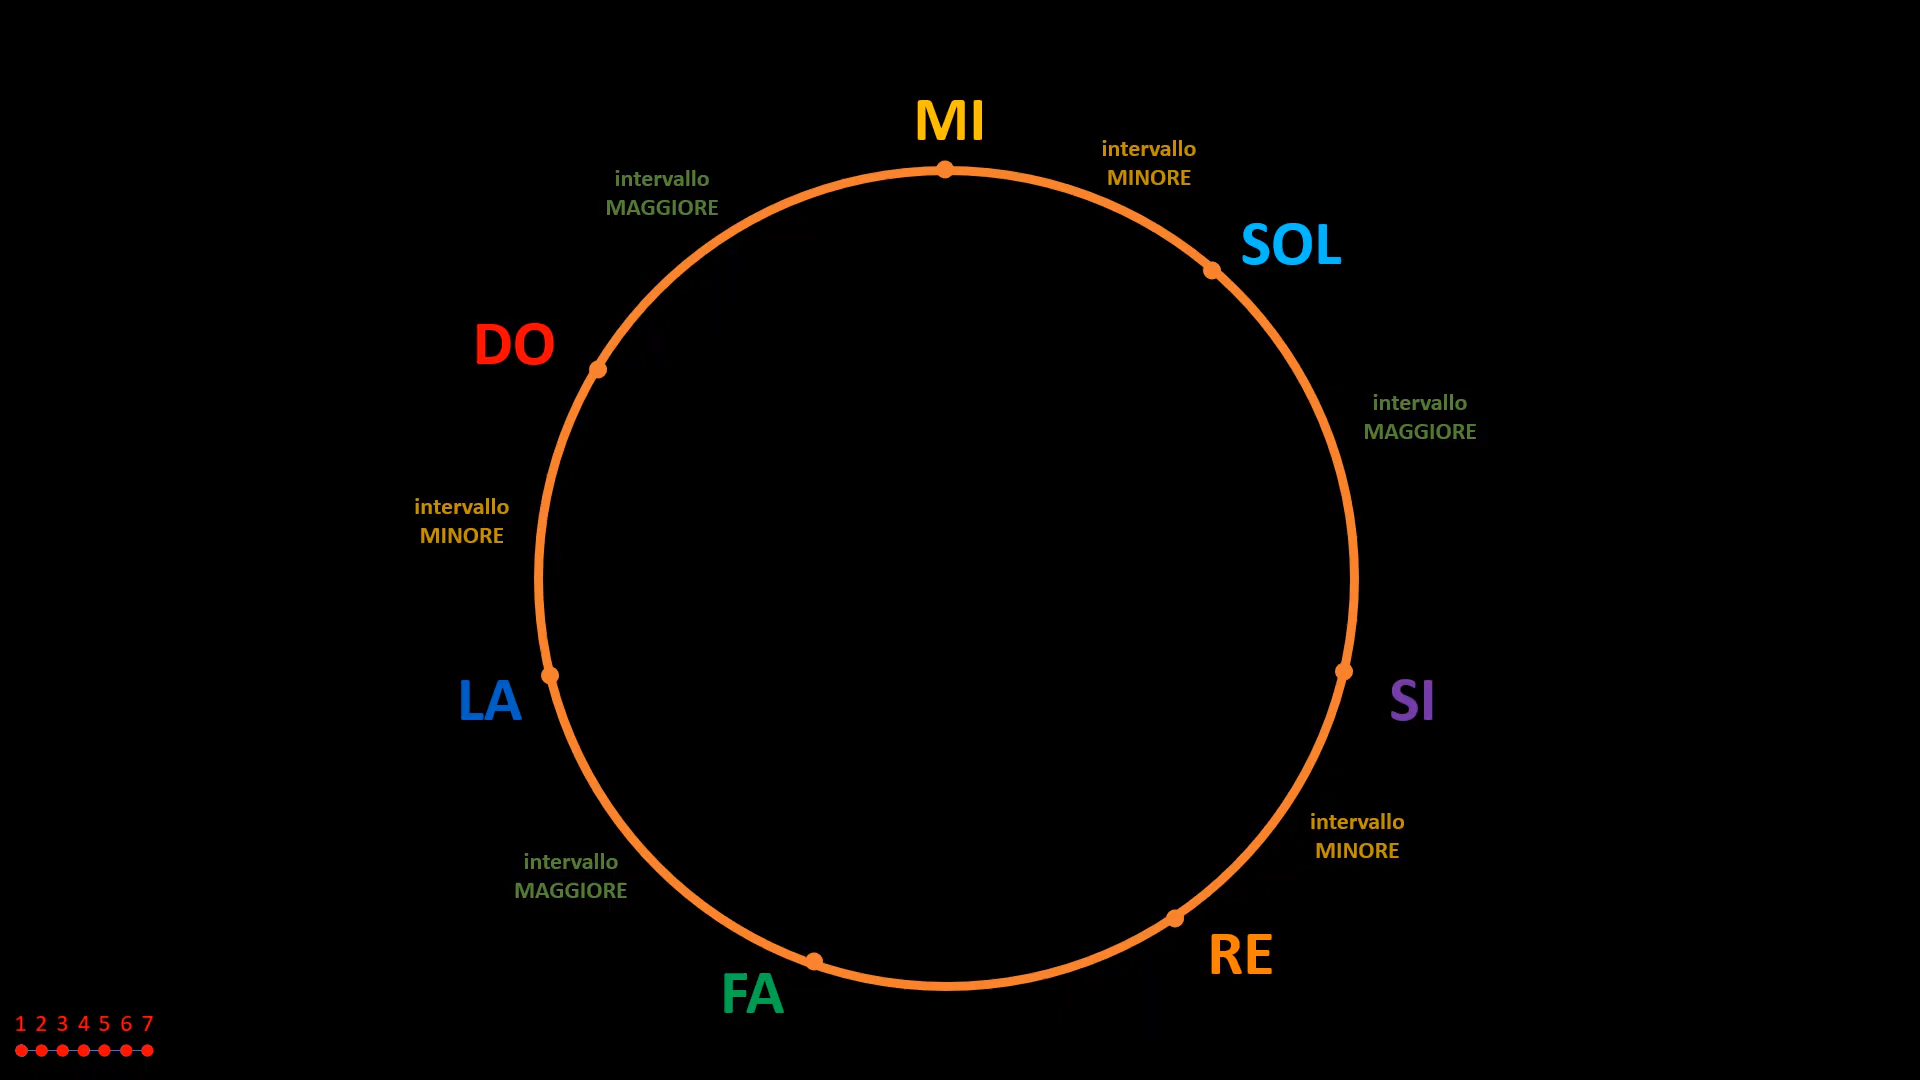 MI
intervallo
MINORE
intervallo
MAGGIORE
SOL
DO
intervallo
MAGGIORE
intervallo
MINORE
LA
SI
intervallo
MINORE
intervallo
MAGGIORE
RE
FA
1 2 3 4 5 6 7